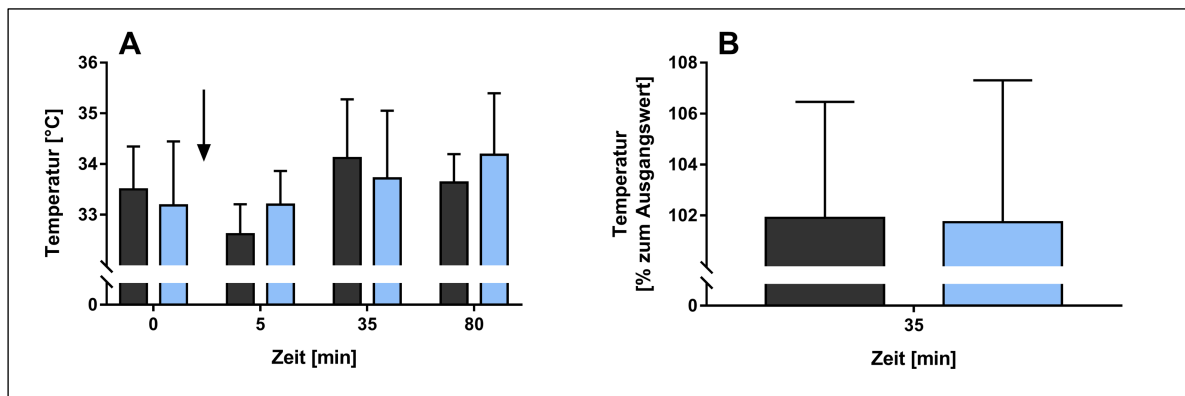 A
Temperatur [°C]
36
35
34
33
0
0 5 35 80
Zeit [min]
B
Temperatur
[% zum Ausgangswert]
108
106
104
102
0
35
Zeit [min]